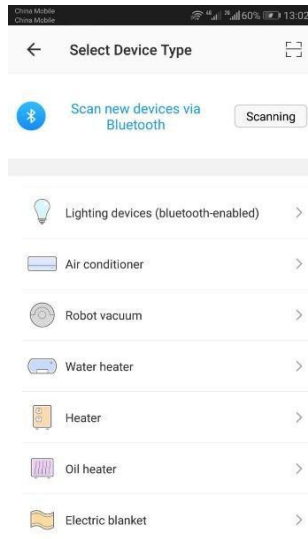 China Mobile
China Mobile
60% 13:02
Select Device Type
Scan new devices via
Bluetooth
Scanning
Lighting devices (bluetooth-enabled)
Air conditioner
Robot vacuum
Water heater
Heater
Oil heater
Electric blanket